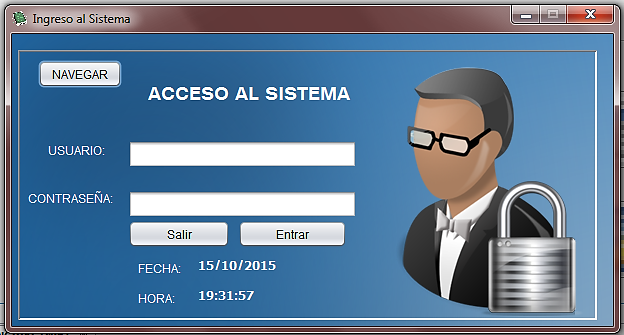 Ingreso al Sistema
NAVEGAR
ACCESO AL SISTEMA
USUARIO:
CONTRASEÑA:
Salir Entrar
FECHA: 15/10/2015
HORA: 19:31:57